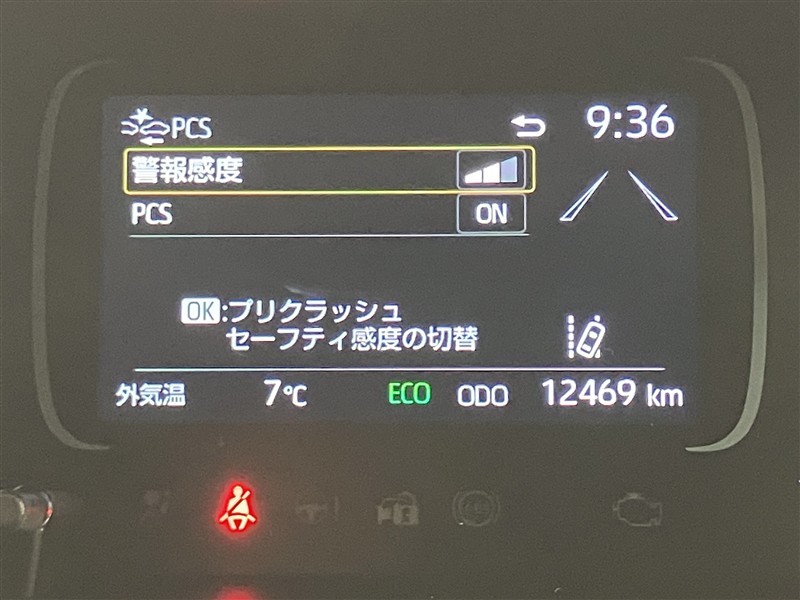 PCS 9:36
警報感度
PCS ON
OK:プリクラッシュ
セーフティ感度の切替
外気温 7℃ ECO ODO 12469 km